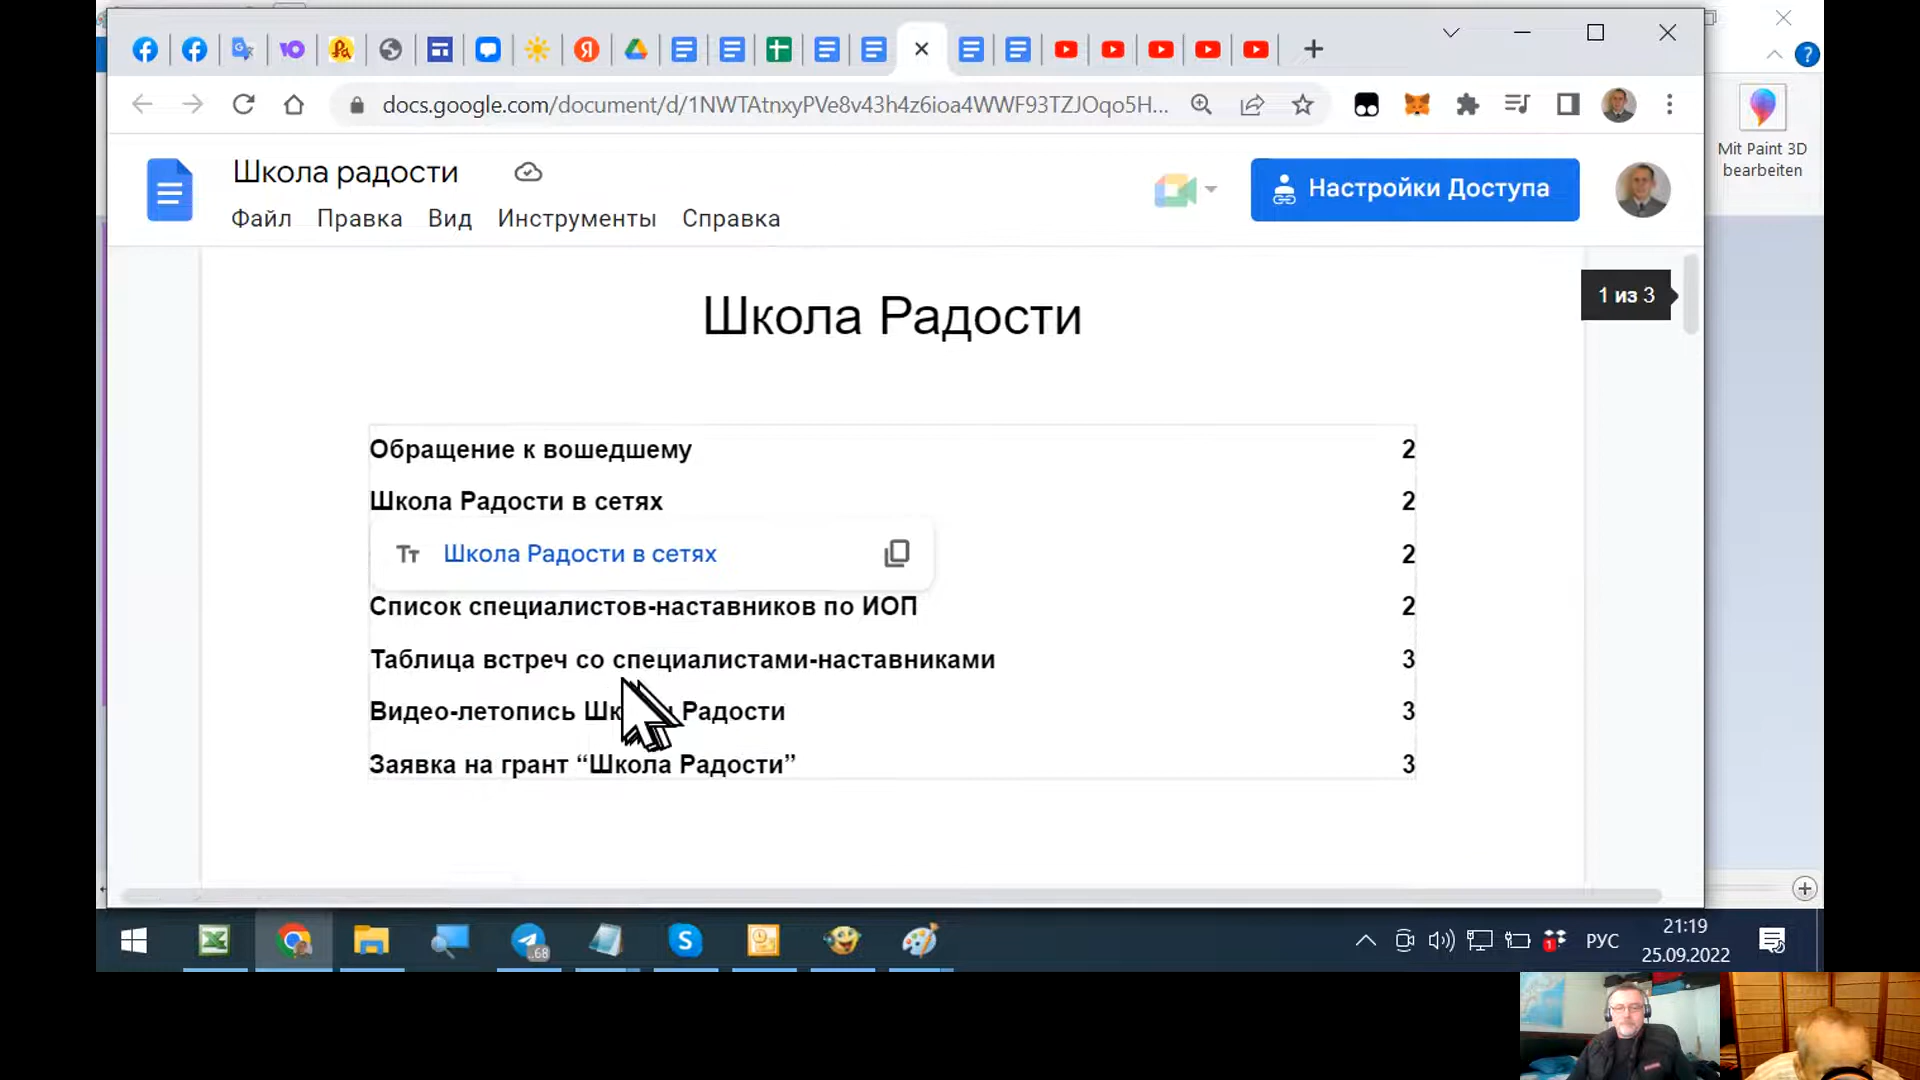 docs.google.com/document/d/1NWTAtnxyPVe8v43h4z6ioa4WWF93TZJOqo5H...
Mit Paint 3D
bearbeiten
Школа радости
Файл Правка Вид Инструменты Справка
Настройки Доступа
1 из 3
Школа Радости
Обращение к вошедшему 2
Школа Радости в сетях 2
Школа Радости в сетях 2
Список специалистов-наставников по ИОП 2
Таблица встреч со специалистами-наставниками 3
Видео-летопись Шк Радости 3
Заявка на грант “Школа Радости” 3
68
1
РУС
21:19
25.09.2022